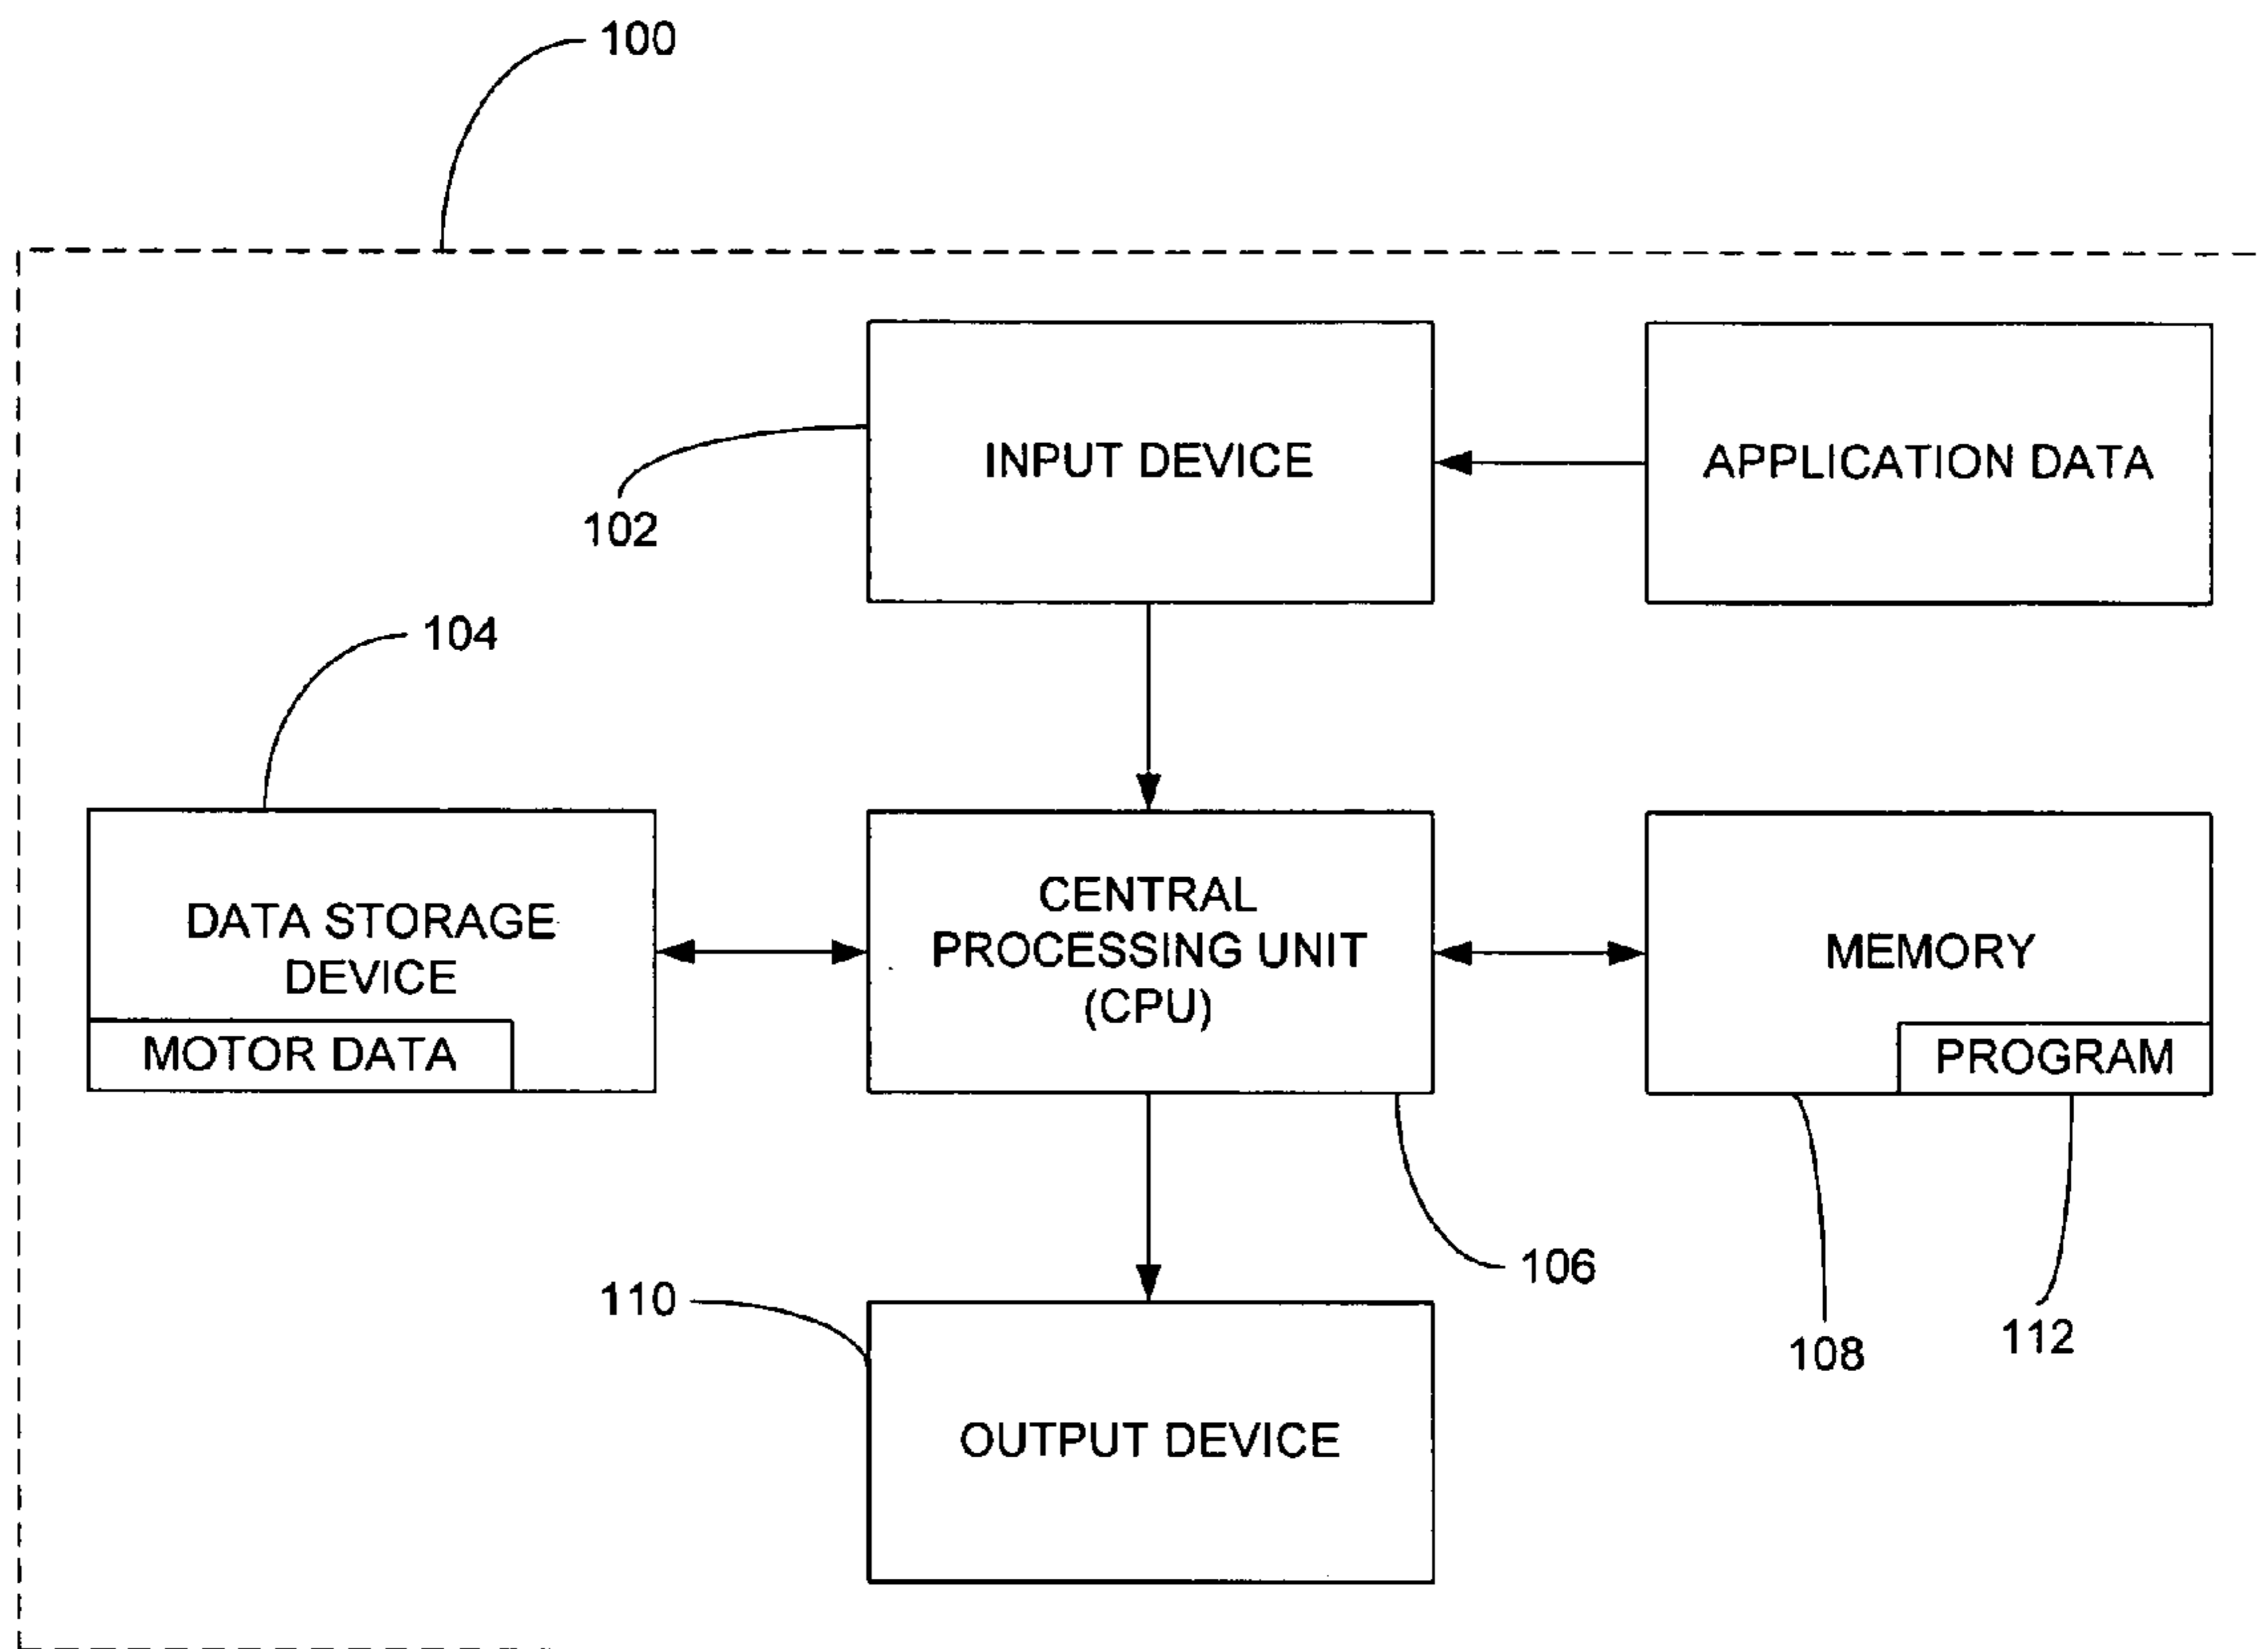 100
INPUT DEVICE
APPLICATION DATA
102
104
DATA STORAGE
DEVICE
MOTOR DATA
CENTRAL
PROCESSING UNIT
(CPU)
MEMORY
PROGRAM
106
110
108
112
OUTPUT DEVICE